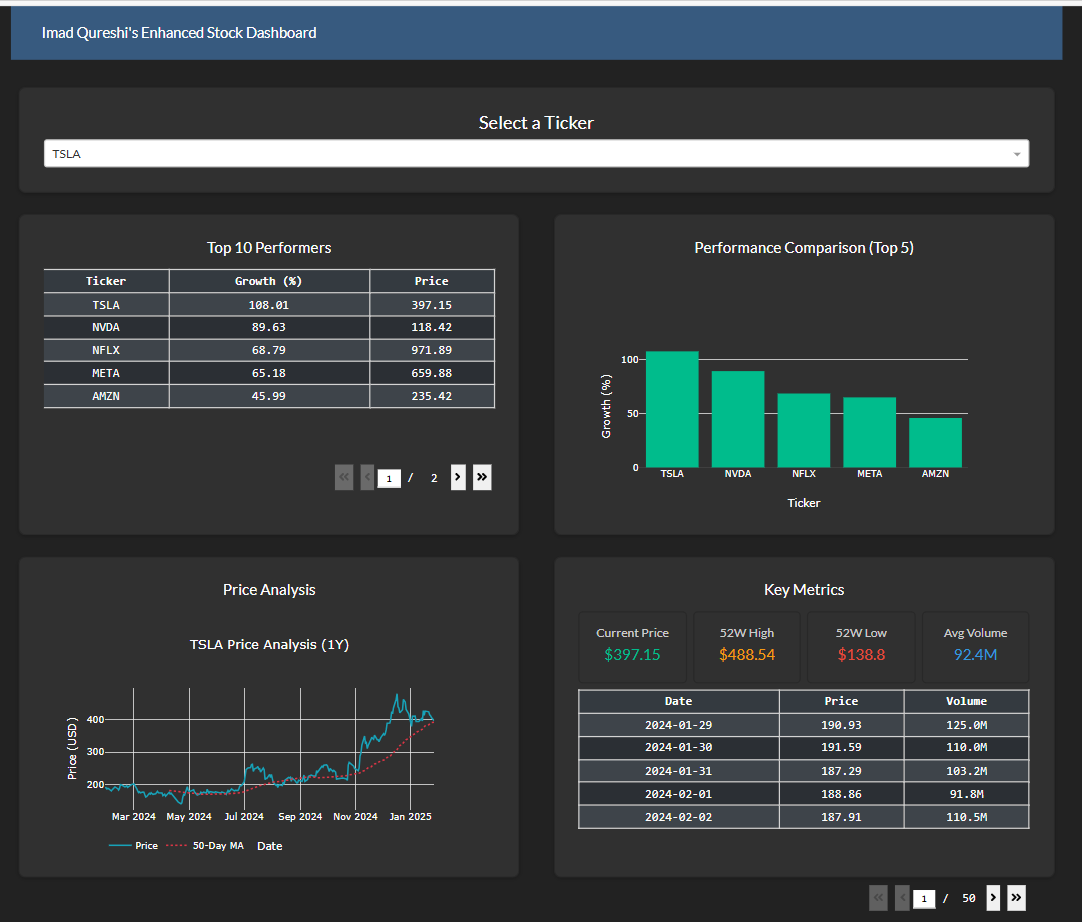 Imad Qureshi's Enhanced Stock Dashboard
Select a Ticker
TSLA
Top 10 Performers
Ticker Growth (%) Price
TSLA 108.01 397.15
NVDA 89.63 118.42
NFLX 68.79 971.89
META 65.18 659.88
AMZN 45.99 235.42
« ‹ 1 / 2 › »
Performance Comparison (Top 5)
Growth (%)
100
50
0
TSLA NVDA NFLX META AMZN
Ticker
Price Analysis
TSLA Price Analysis (1Y)
Price (USD)
400
300
200
Mar 2024 May 2024 Jul 2024 Sep 2024 Nov 2024 Jan 2025
Price 50-Day MA Date
Key Metrics
Current Price 52W High 52W Low Avg Volume
$397.15 $488.54 $138.8 92.4M
Date Price Volume
2024-01-29 190.93 125.0M
2024-01-30 191.59 110.0M
2024-01-31 187.29 103.2M
2024-02-01 188.86 91.8M
2024-02-02 187.91 110.5M
« ‹ 1 / 50 › »